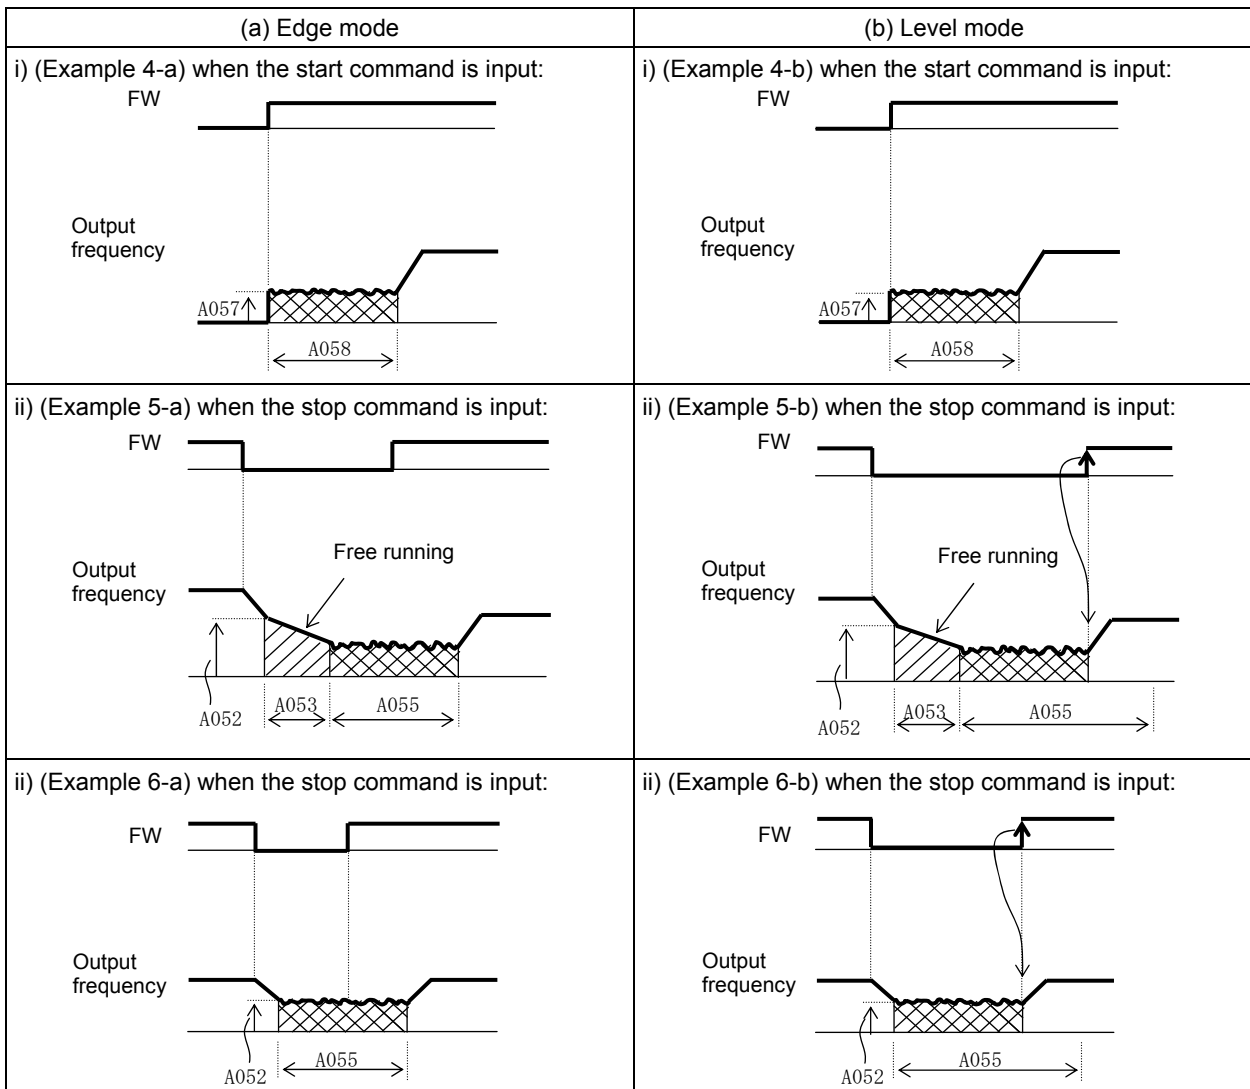 (a) Edge mode
(b) Level mode
i) (Example 4-a) when the start command is input:
FW
Output
frequency
A057
A058
i) (Example 4-b) when the start command is input:
FW
Output
frequency
A057
A058
ii) (Example 5-a) when the stop command is input:
FW
Free running
Output
frequency
A052
A053
A055
ii) (Example 5-b) when the stop command is input:
FW
Free running
Output
frequency
A052
A053
A055
ii) (Example 6-a) when the stop command is input:
FW
Output
frequency
A052
A055
ii) (Example 6-b) when the stop command is input:
FW
Output
frequency
A052
A055